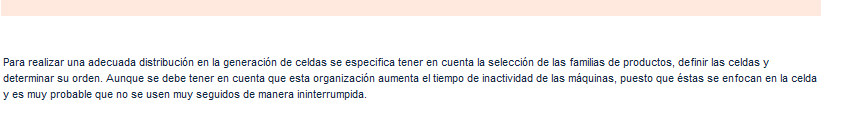 Para realizar una adecuada distribución en la generación de celdas se especifica tener en cuenta la selección de las familias de productos, definir las celdas y
determinar su orden. Aunque se debe tener en cuenta que esta organización aumenta el tiempo de inactividad de las máquinas, puesto que éstas se enfocan en la celda
y es muy probable que no se usen muy seguidos de manera ininterrumpida.